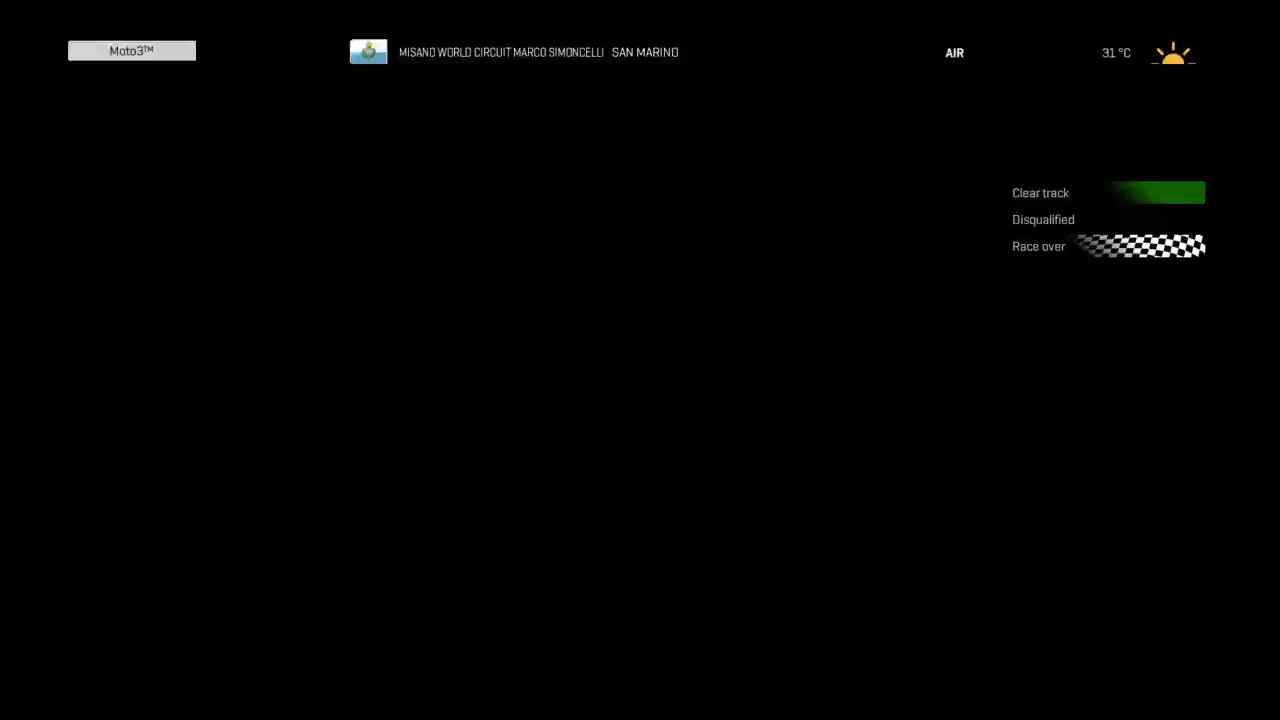 Moto3™
MISANO WORLD CIRCUIT MARCO SIMONCELLI SAN MARINO
AIR 31 °C
Clear track
Disqualified
Race over